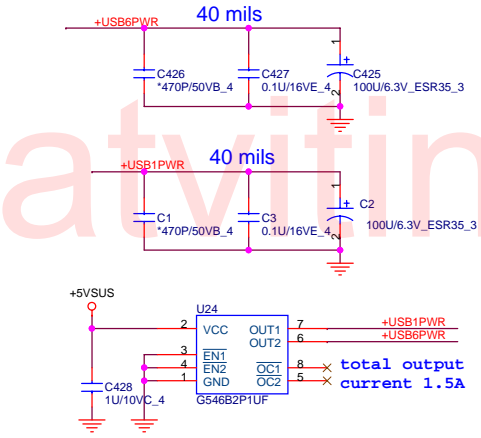 40 mils
+USB6PWR
C426
*470P/50VB_4
C427
0.1U/16VE_4
1
+
2
C425
100U/6.3V_ESR35_3
40 mils
+USB1PWR
C1
*470P/50VB_4
C3
0.1U/16VE_4
1
+
2
C2
100U/6.3V_ESR35_3
atvitin
+5VSUS
U24
2 VCC OUT1 7 +USB1PWR
OUT2 6 +USB6PWR
3 EN1
4 EN2 OC1 8 total output
1 GND OC2 5 current 1.5A
C428
1U/10VC_4
G546B2P1UF